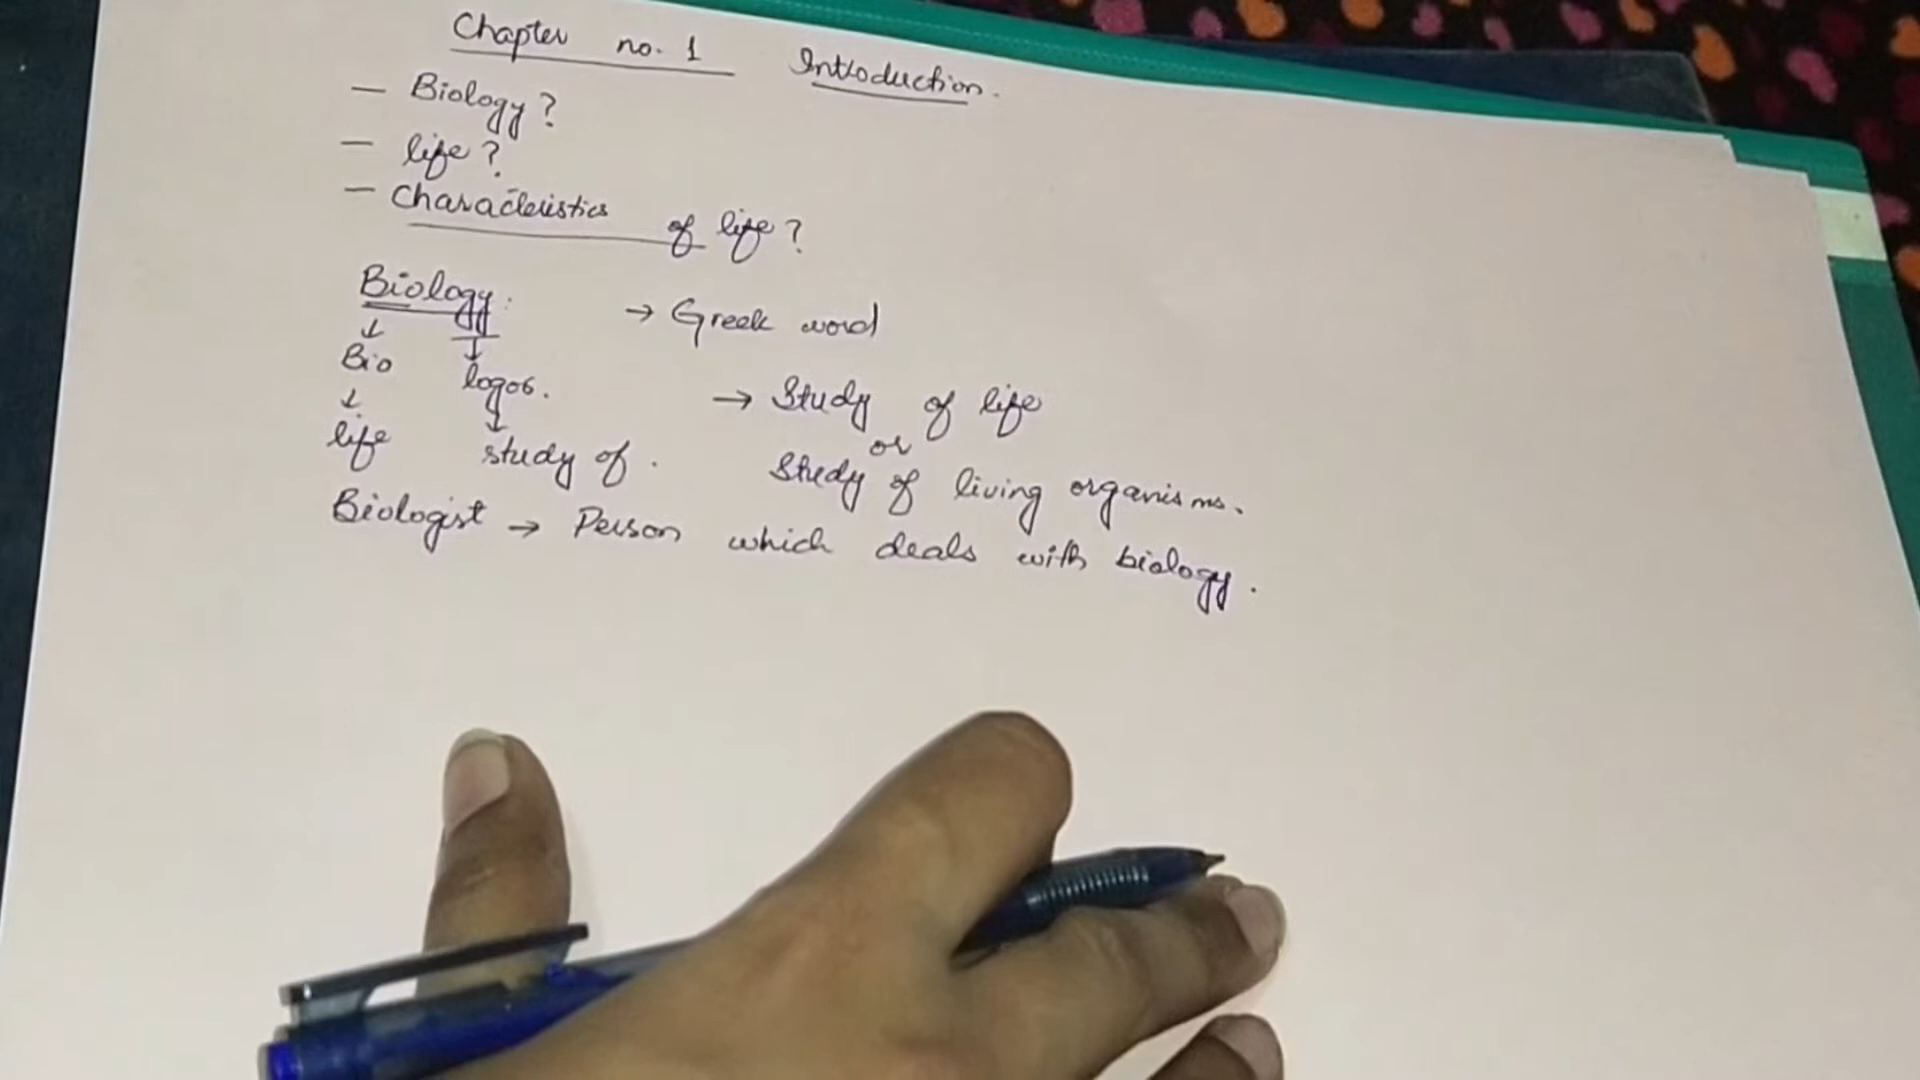 Chapter no. 1 Introduction.
— Biology?
— life?
— Characteristics of life?
Biology: → Greek word
↓ ↓
Bio logos. → Study of life
↓ ↓ or
life study of. Study of living organisms.
Biologist → Person which deals with biology.